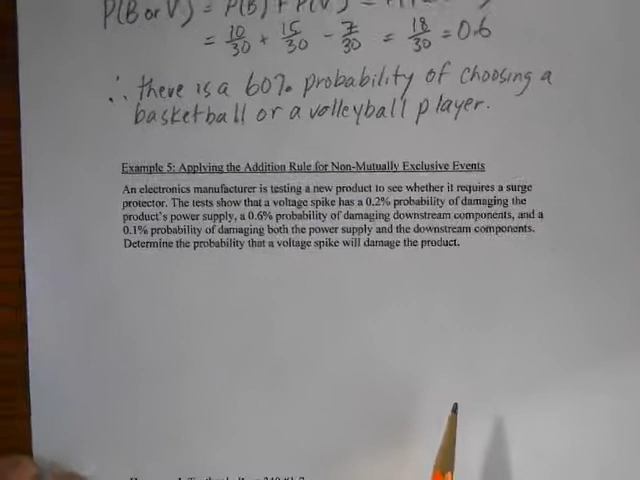 P(B or V) = P(B) + P(V)
= 10/30 + 15/30 - 7/30 = 18/30 = 0.6
∴ there is a 60% probability of choosing a
basketball or a volleyball player.
Example 5: Applying the Addition Rule for Non-Mutually Exclusive Events
An electronics manufacturer is testing a new product to see whether it requires a surge
protector. The tests show that a voltage spike has a 0.2% probability of damaging the
product's power supply, a 0.6% probability of damaging downstream components, and a
0.1% probability of damaging both the power supply and the downstream components.
Determine the probability that a voltage spike will damage the product.